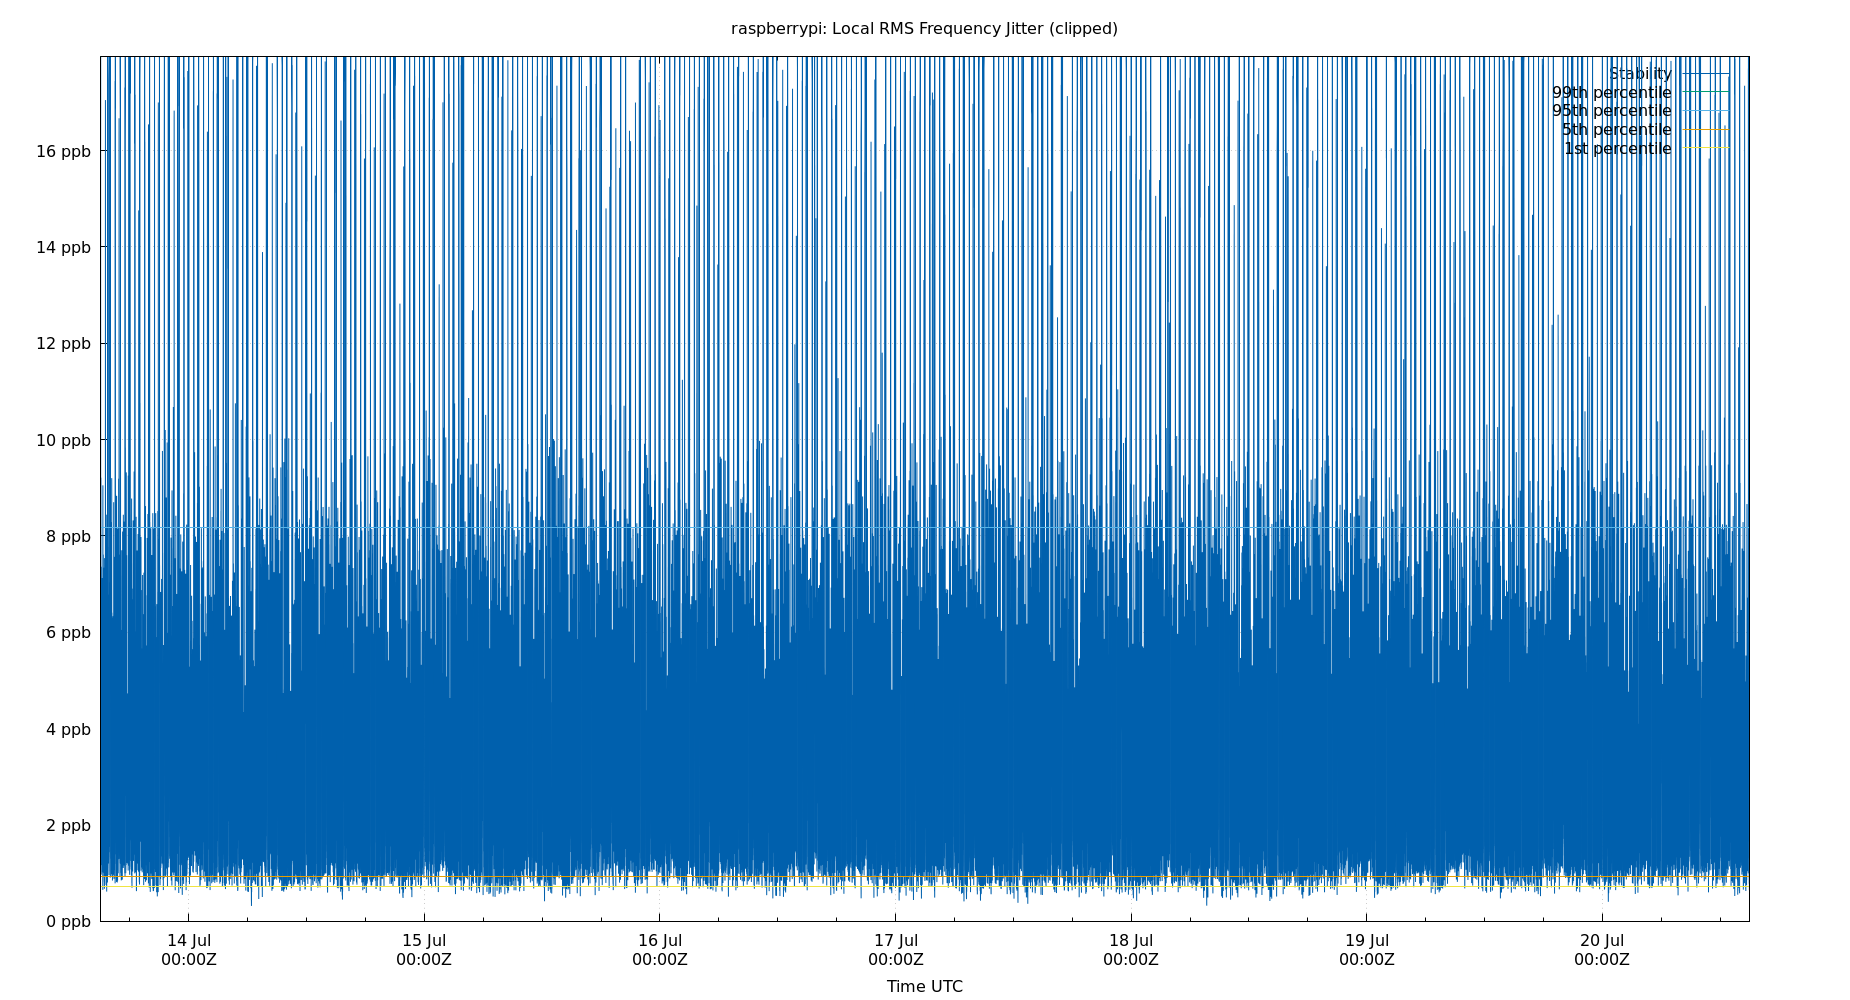 raspberrypi: Local RMS Frequency Jitter (clipped)
Stability
99th percentile
95th percentile
5th percentile
1st percentile
16 ppb
14 ppb
12 ppb
10 ppb
8 ppb
6 ppb
4 ppb
2 ppb
0 ppb
14 Jul 15 Jul 16 Jul 17 Jul 18 Jul 19 Jul 20 Jul
00:00Z 00:00Z 00:00Z 00:00Z 00:00Z 00:00Z 00:00Z
Time UTC